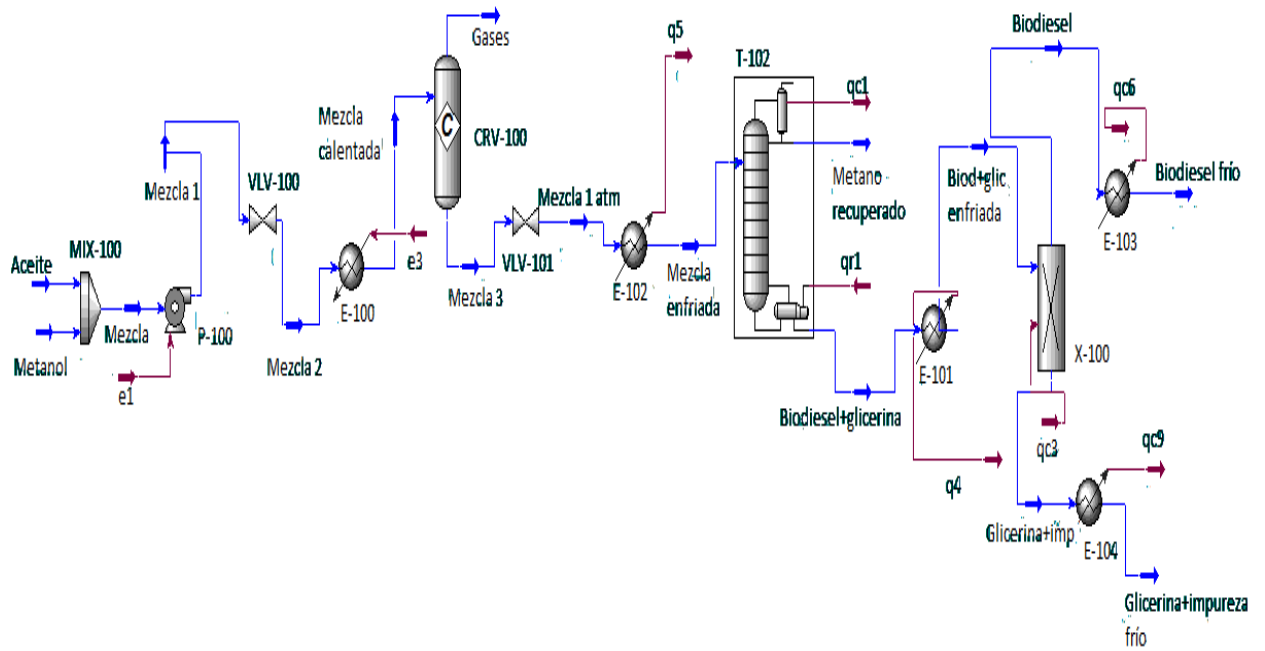 Gases
Biodiesel
q5
T-102
qc1
qc6
Mezcla
calentada
C
CRV-100
Mezcla 1
VLV-100
Metano
recuperado
Biod+glic
enfriada
Biodiesel frío
E-103
Mezcla 1 atm
MIX-100
Aceite
e3
VLV-101
E-102
Mezcla
enfriada
qr1
E-100
Mezcla 3
Mezcla
P-100
Metanol
Mezcla 2
e1
E-101
X-100
Biodiesel+glicerina
qc3
qc9
q4
Glicerina+imp
E-104
Glicerina+impureza
frío